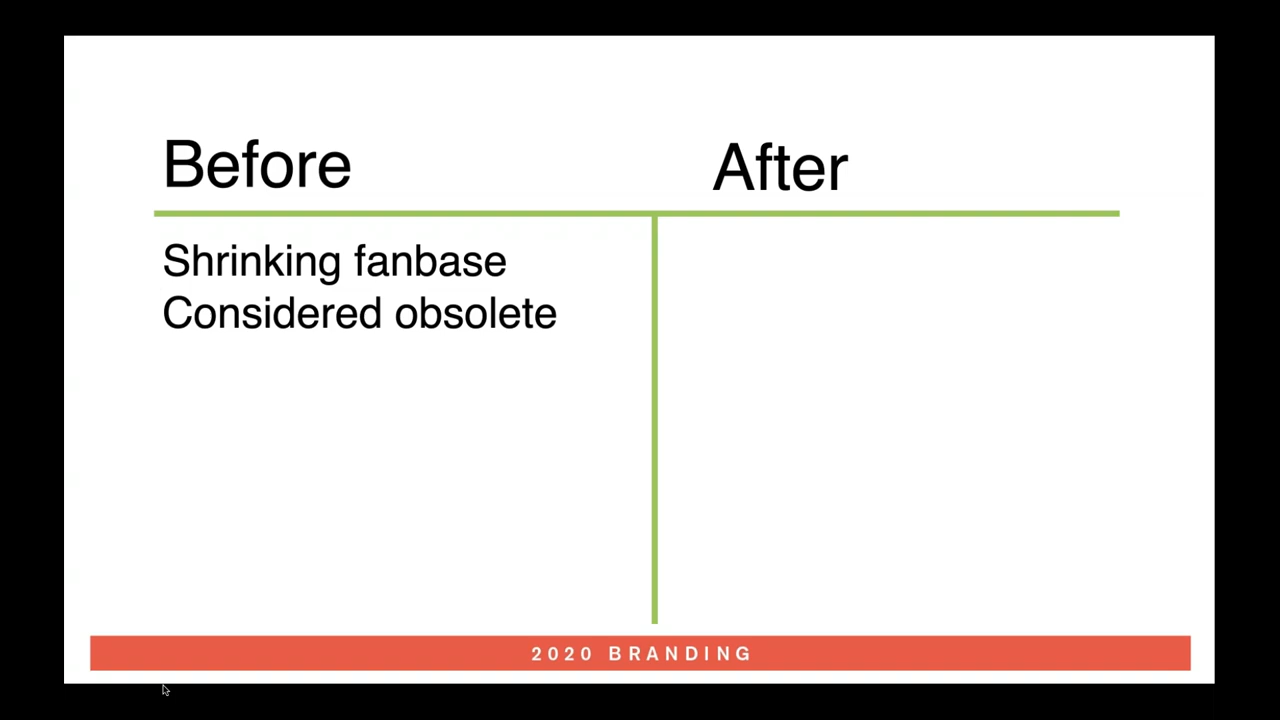 Before
After
Shrinking fanbase
Considered obsolete
2020 BRANDING